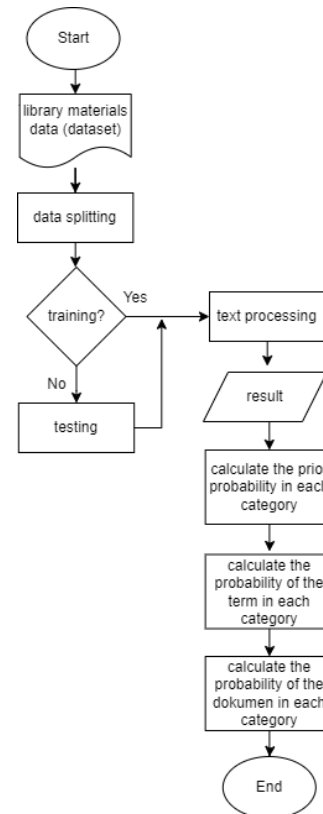 Start
library materials
data (dataset)
data splitting
training?
Yes
No
testing
text processing
result
calculate the prio
probability in each
category
calculate the
probability of the
term in each
category
calculate the
probability of the
dokumen in each
category
End